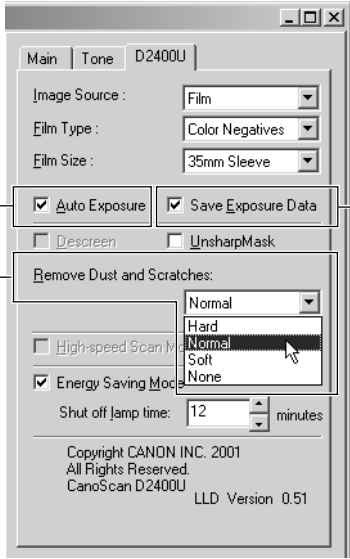 Main Tone D2400U
Image Source : Film
Film Type : Color Negatives
Film Size : 35mm Sleeve
Auto Exposure Save Exposure Data
Descreen UnsharpMask
Remove Dust and Scratches:
Normal
Hard
High-speed Scan Mo Normal
Soft
Energy Saving Mode None
Shut off lamp time: 12 minutes
Copyright CANON INC. 2001
All Rights Reserved.
CanoScan D2400U
LLD Version 0.51